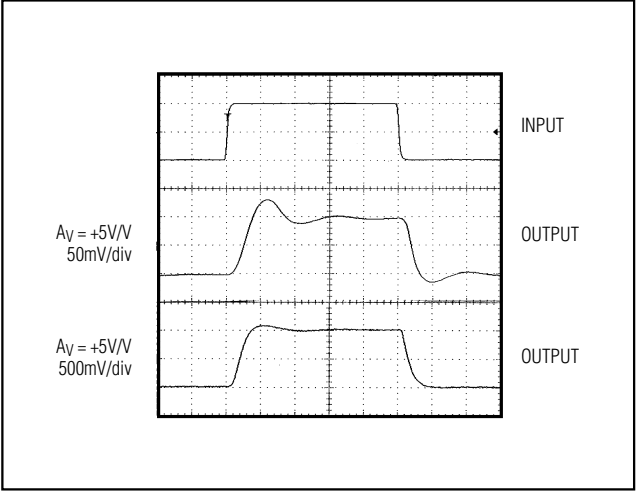 INPUT
AV = +5V/V
50mV/div
OUTPUT
AV = +5V/V
500mV/div
OUTPUT